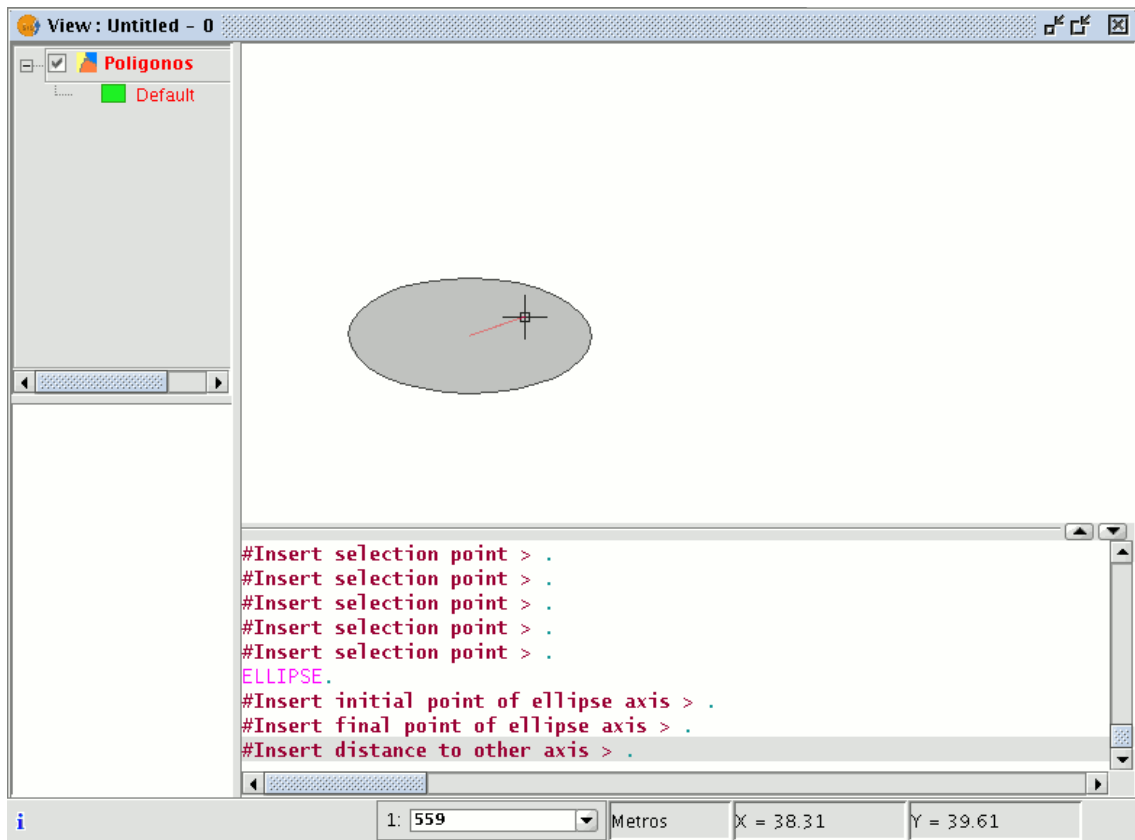 View : Untitled - 0
Poligonos
Default
#Insert selection point > .
#Insert selection point > .
#Insert selection point > .
#Insert selection point > .
#Insert selection point > .
ELLIPSE.
#Insert initial point of ellipse axis > .
#Insert final point of ellipse axis > .
#Insert distance to other axis > .
i 1: 559 Metros X = 38.31 Y = 39.61